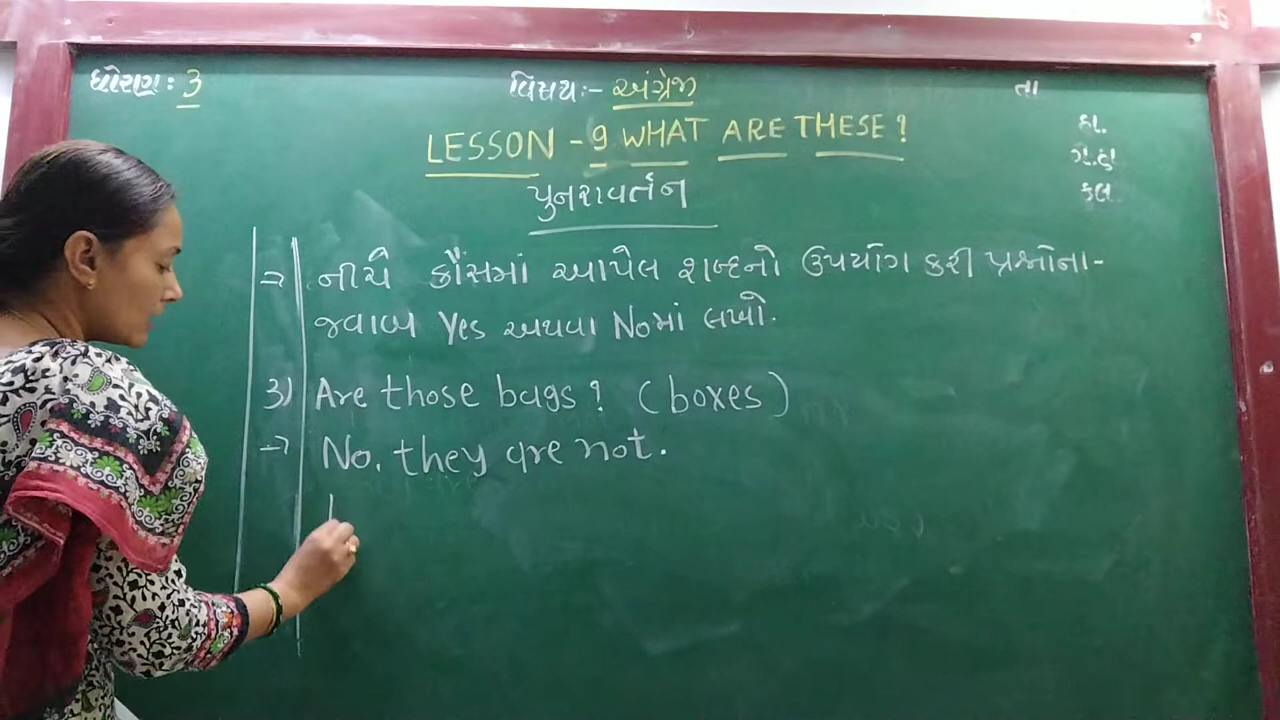 ધોરણ: 3
વિષય:- અંગ્રેજી
તા
હા.
ગે.હા
કુલ
LESSON - 9 WHAT ARE THESE?
પુનરાવર્તન
→ નીચે કૌંસમાં આપેલ શબ્દનો ઉપયોગ કરી પ્રશ્નોના-
જવાબ Yes અથવા Noમાં લખો.
3) Are those bags? (boxes)
→ No, they are not.